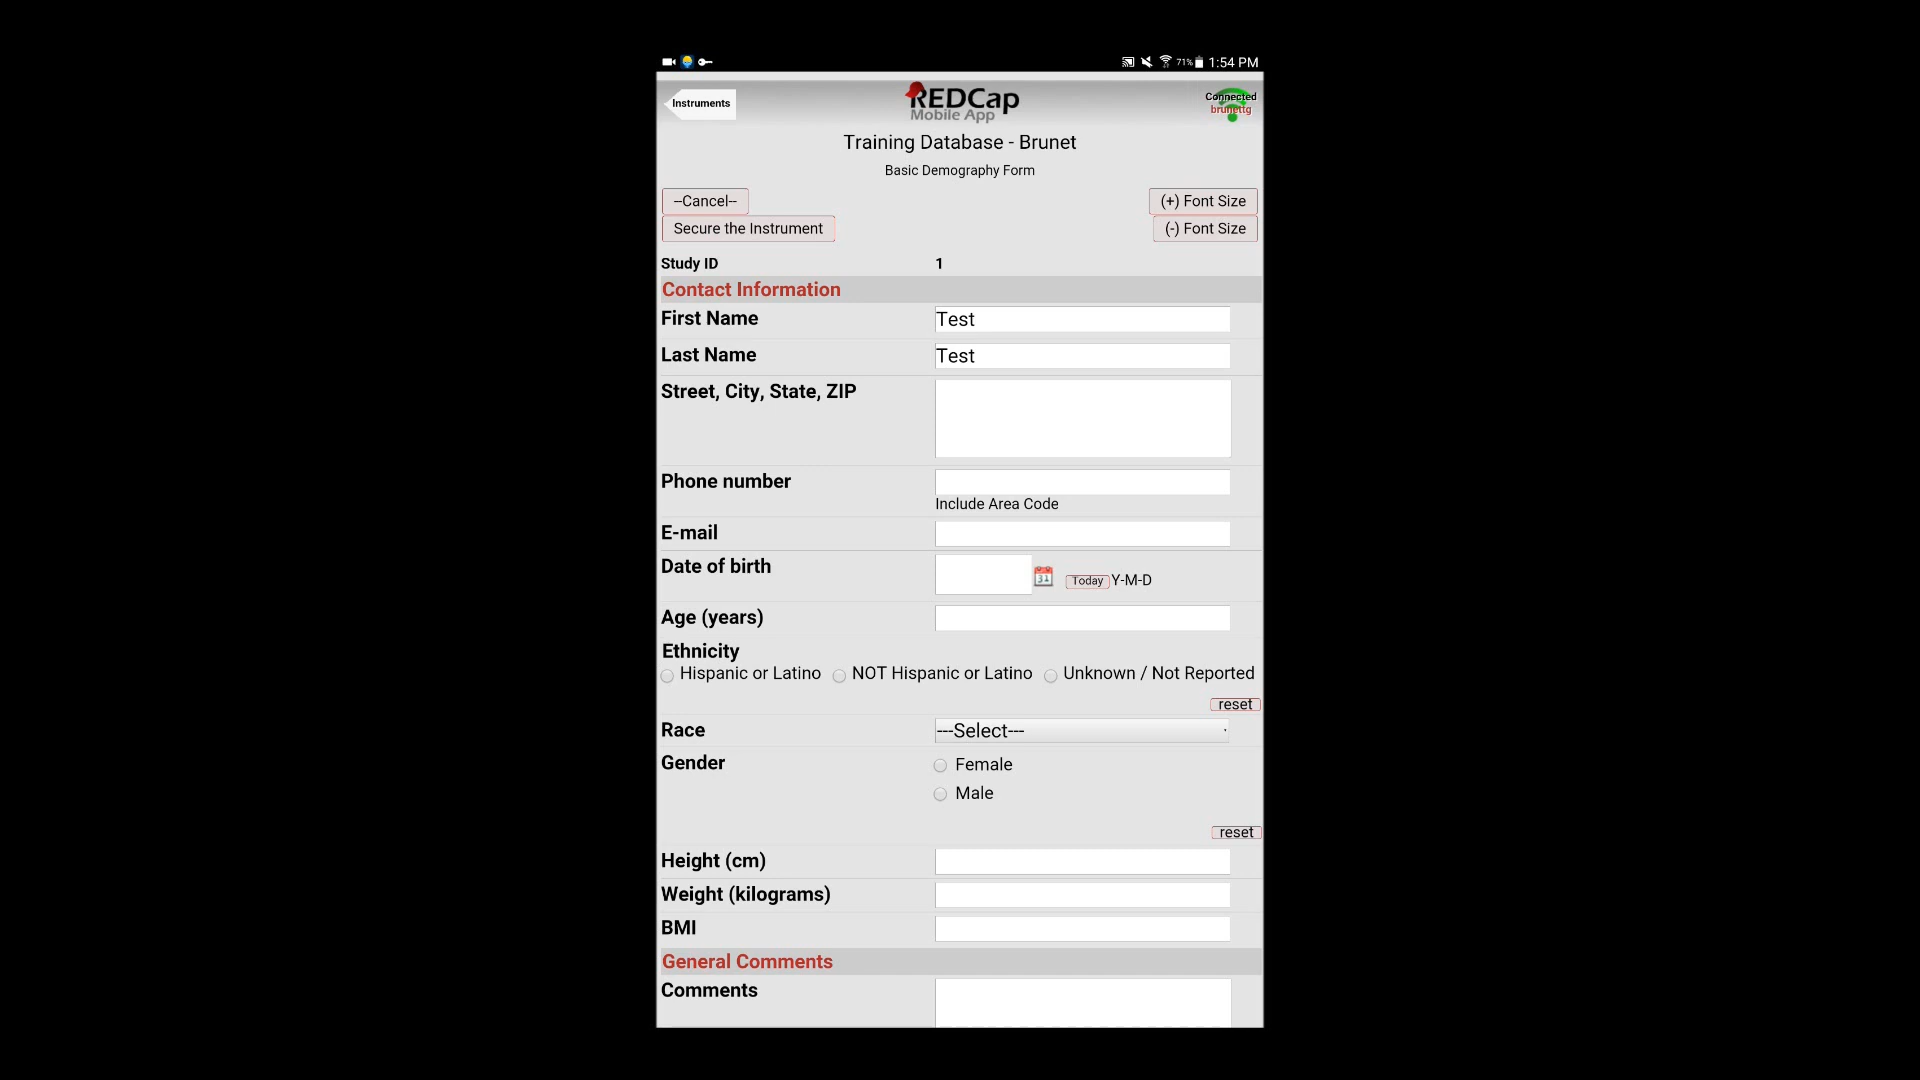 71% 1:54 PM
Instruments
REDCap
Mobile App
Connected
brunettg
Training Database - Brunet
Basic Demography Form
--Cancel--
(+) Font Size
Secure the Instrument
(-) Font Size
Study ID 1
Contact Information
First Name Test
Last Name Test
Street, City, State, ZIP
Phone number
Include Area Code
E-mail
Date of birth 31 Today Y-M-D
Age (years)
Ethnicity
Hispanic or Latino NOT Hispanic or Latino Unknown / Not Reported
reset
Race ---Select---
Gender Female
Male
reset
Height (cm)
Weight (kilograms)
BMI
General Comments
Comments